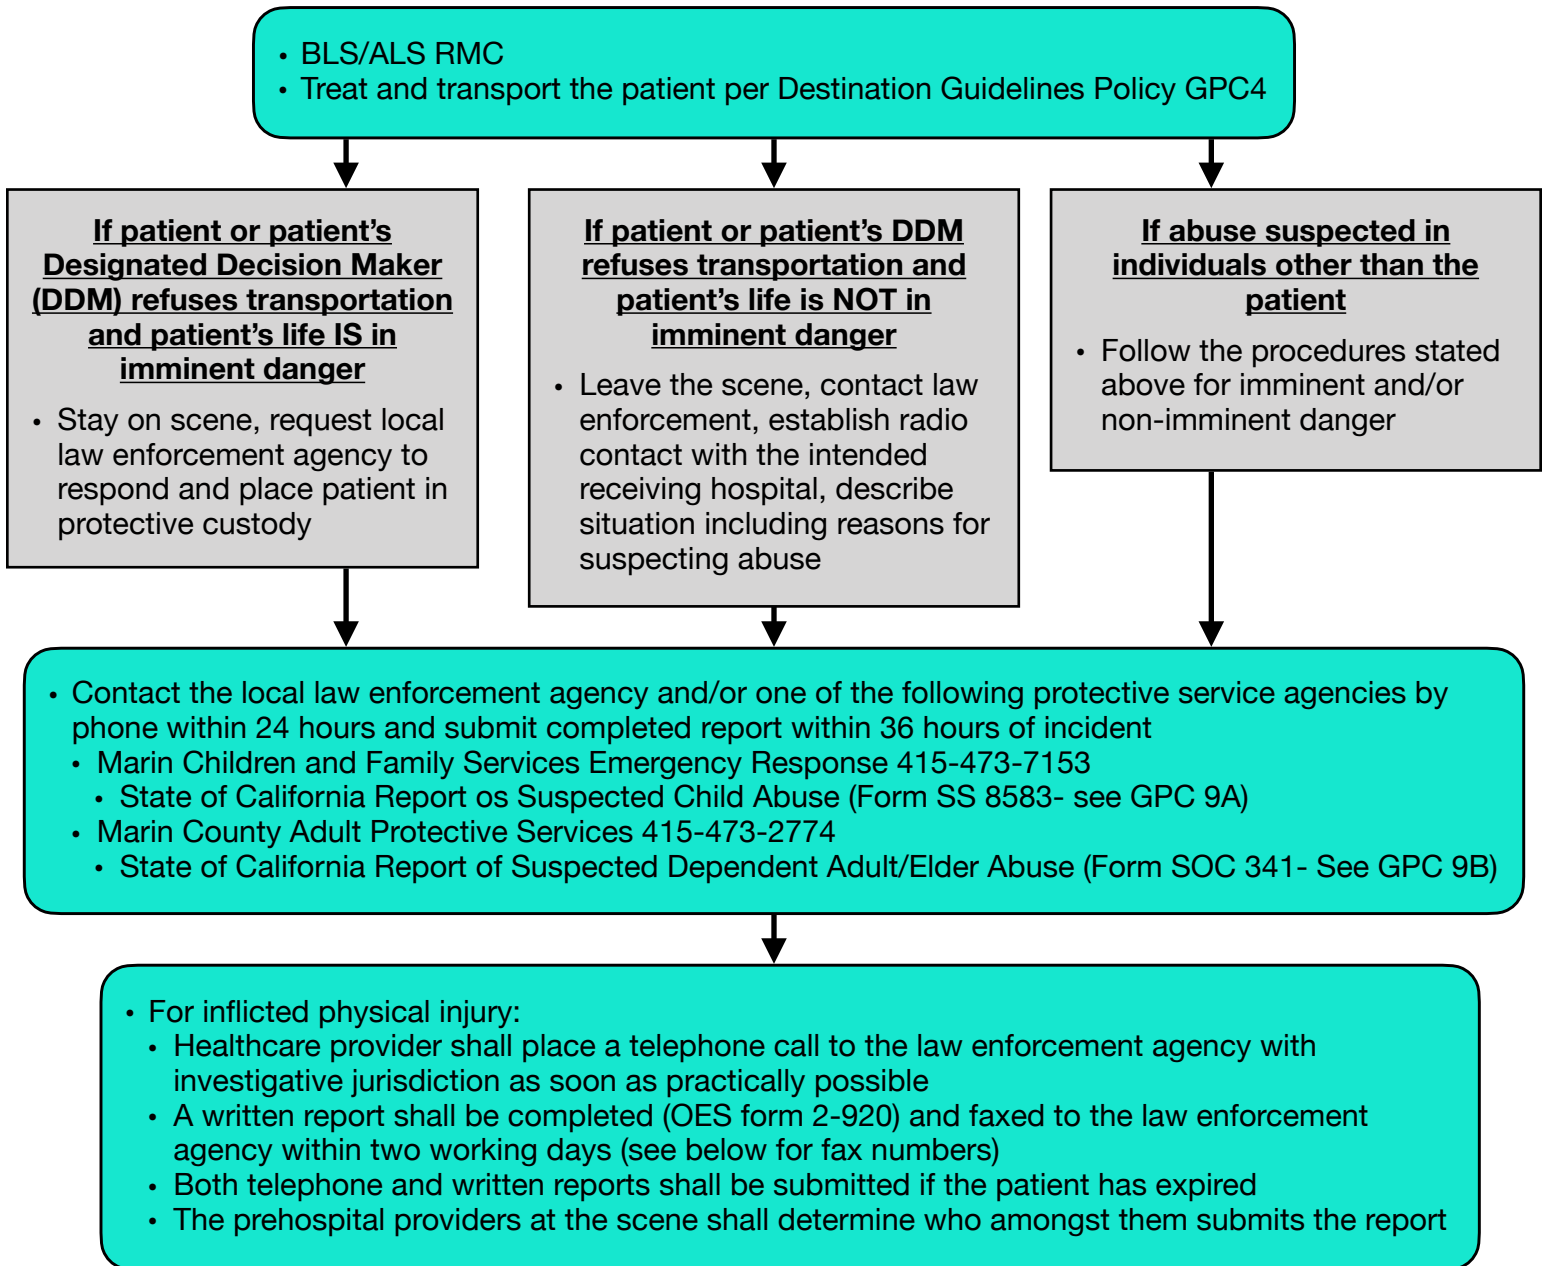 • BLS/ALS RMC
• Treat and transport the patient per Destination Guidelines Policy GPC4
If patient or patient’s
Designated Decision Maker
(DDM) refuses transportation
and patient’s life IS in
imminent danger
• Stay on scene, request local
law enforcement agency to
respond and place patient in
protective custody
If patient or patient’s DDM
refuses transportation and
patient’s life is NOT in
imminent danger
• Leave the scene, contact law
enforcement, establish radio
contact with the intended
receiving hospital, describe
situation including reasons for
suspecting abuse
If abuse suspected in
individuals other than the
patient
• Follow the procedures stated
above for imminent and/or
non-imminent danger
• Contact the local law enforcement agency and/or one of the following protective service agencies by
phone within 24 hours and submit completed report within 36 hours of incident
• Marin Children and Family Services Emergency Response 415-473-7153
• State of California Report os Suspected Child Abuse (Form SS 8583- see GPC 9A)
• Marin County Adult Protective Services 415-473-2774
• State of California Report of Suspected Dependent Adult/Elder Abuse (Form SOC 341- See GPC 9B)
• For inflicted physical injury:
• Healthcare provider shall place a telephone call to the law enforcement agency with
investigative jurisdiction as soon as practically possible
• A written report shall be completed (OES form 2-920) and faxed to the law enforcement
agency within two working days (see below for fax numbers)
• Both telephone and written reports shall be submitted if the patient has expired
• The prehospital providers at the scene shall determine who amongst them submits the report